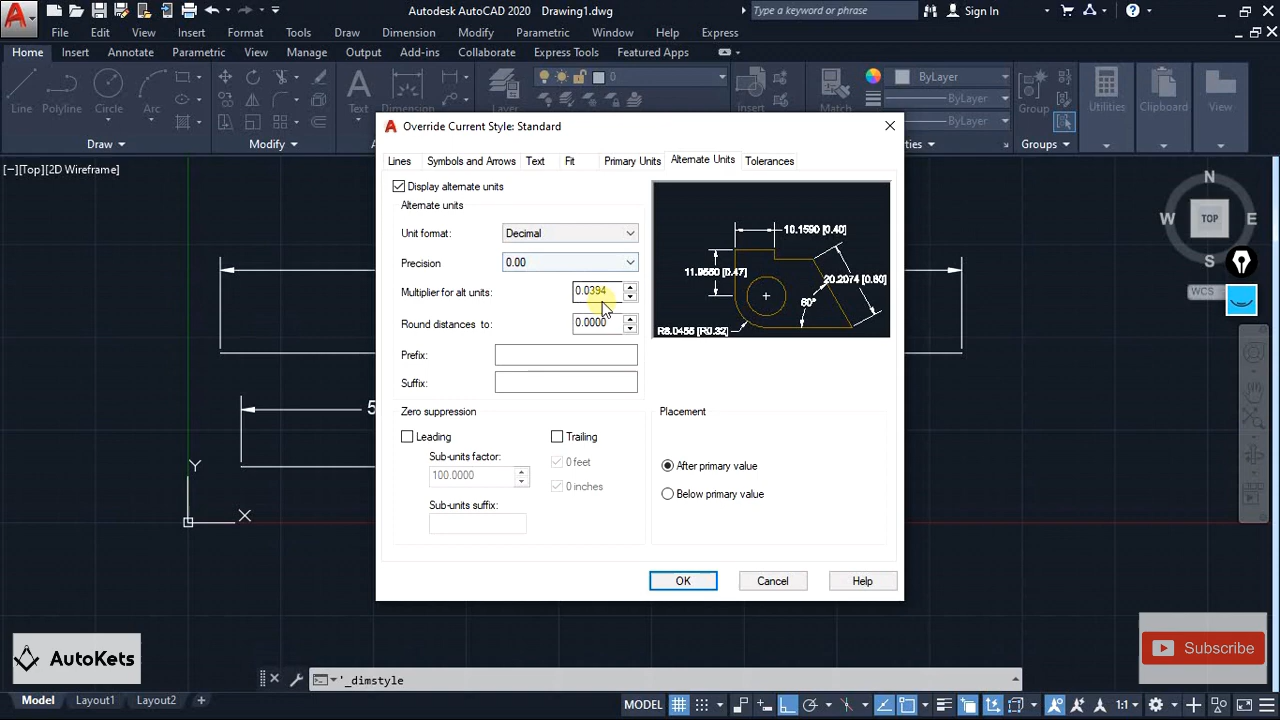 Autodesk AutoCAD 2020 Drawing1.dwg
Type a keyword or phrase
Sign In
File Edit View Insert Format Tools Draw Dimension Modify Parametric Window Help Express
Home Insert Annotate Parametric View Manage Output Add-ins Collaborate Express Tools Featured Apps
0
ByLayer
ByLayer
ByLayer
Line Polyline Circle Arc Text Dimension Layer Insert Match Group Utilities Clipboard View
Draw Modify Groups
[−][Top][2D Wireframe]
Override Current Style: Standard
Lines Symbols and Arrows Text Fit Primary Units Alternate Units Tolerances
Display alternate units
Alternate units
Unit format: Decimal
Precision 0.00
Multiplier for alt units: 0.0394
Round distances to: 0.0000
Prefix:
Suffix:
10.1590 [0.40]
20.2074 [0.80]
60°
Zero suppression
Leading Trailing
Sub-units factor: 0 feet
100.0000
0 inches
Sub-units suffix:
Placement
After primary value
Below primary value
OK Cancel Help
N
W TOP E
S
WCS
5
Y
X
AutoKets
Subscribe
'_dimstyle
Model Layout1 Layout2 +
MODEL
1:1